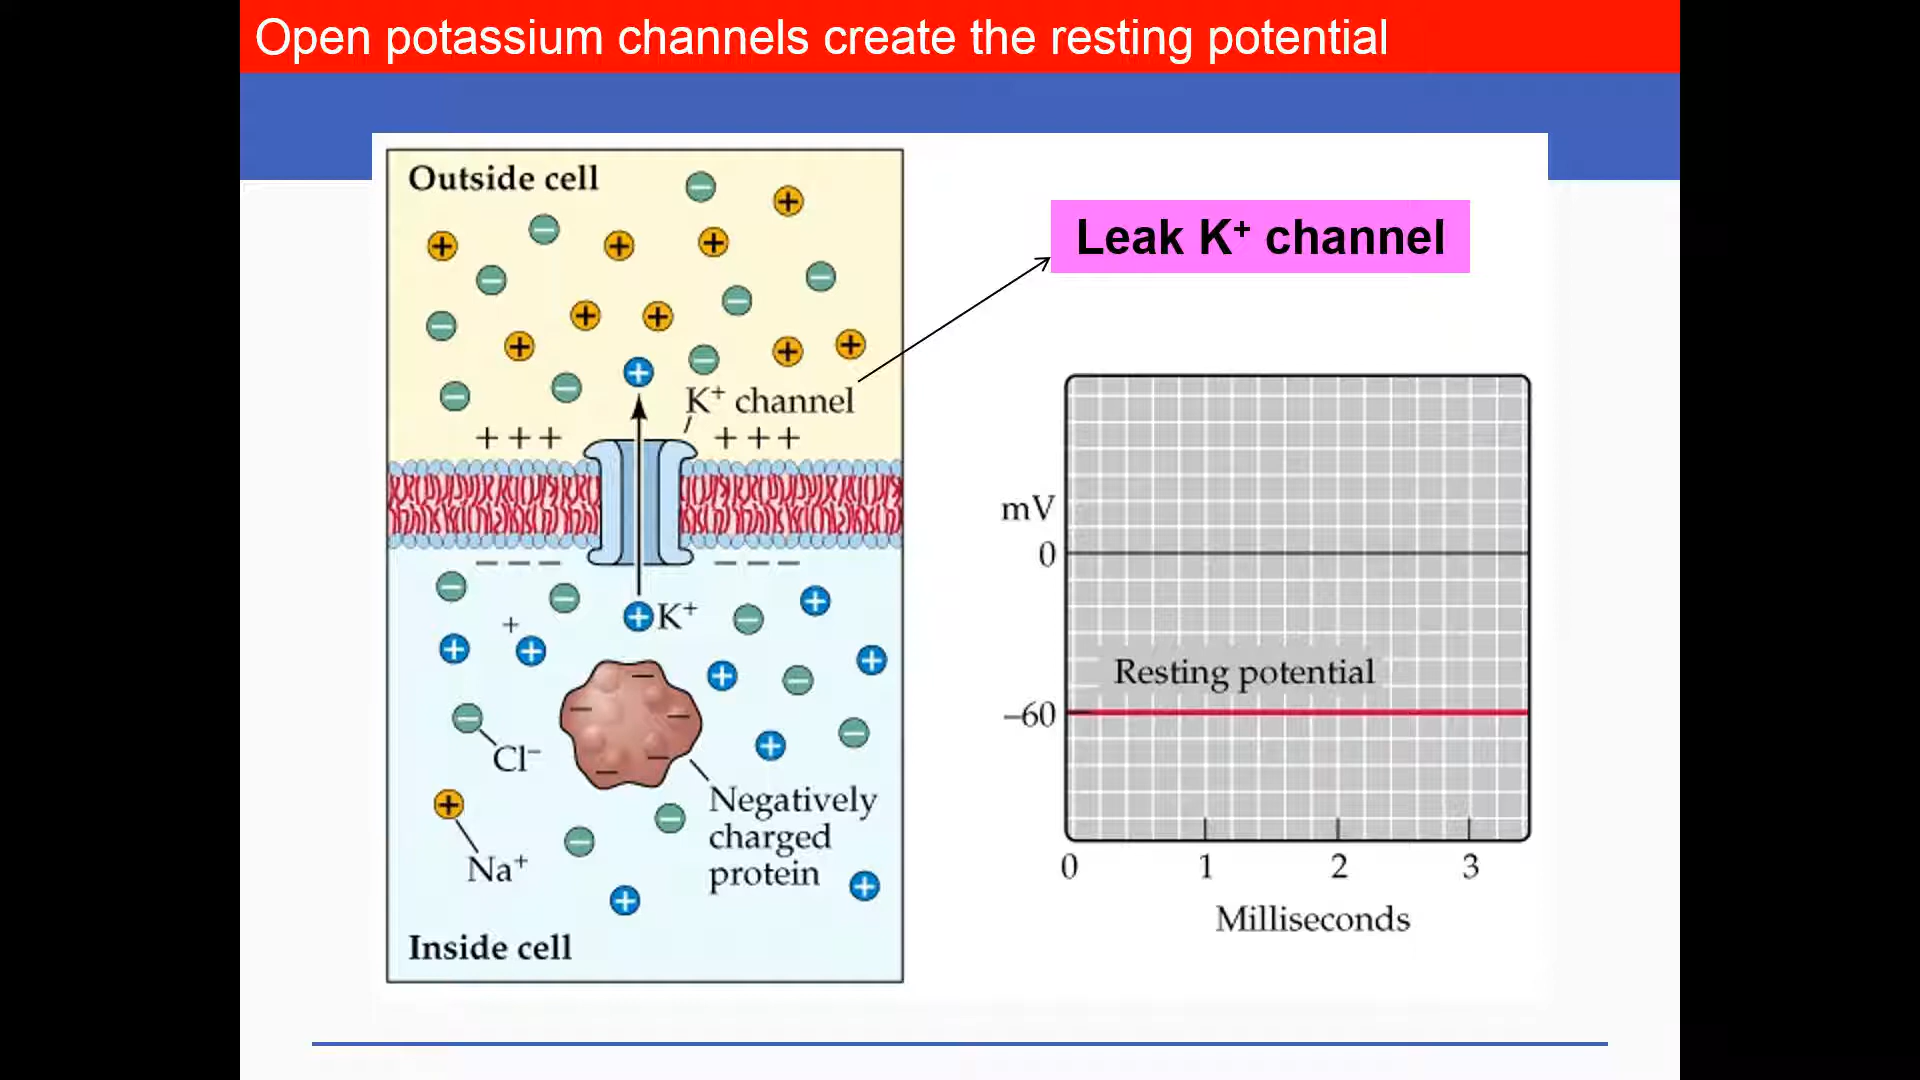 Open potassium channels create the resting potential
Outside cell
Leak K⁺ channel
K⁺ channel
+ + +
+ + +
− − −
− − −
K⁺
+
Cl⁻
Negatively
charged
protein
Na⁺
Inside cell
mV
0
Resting potential
−60
0 1 2 3
Milliseconds